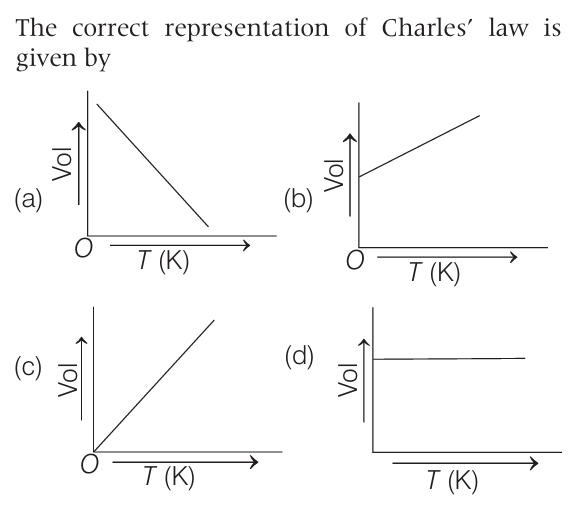 The correct representation of Charles’ law is
given by
(a)
Vol
O
T (K)
(b)
Vol
O
T (K)
(c)
Vol
O
T (K)
(d)
Vol
T (K)